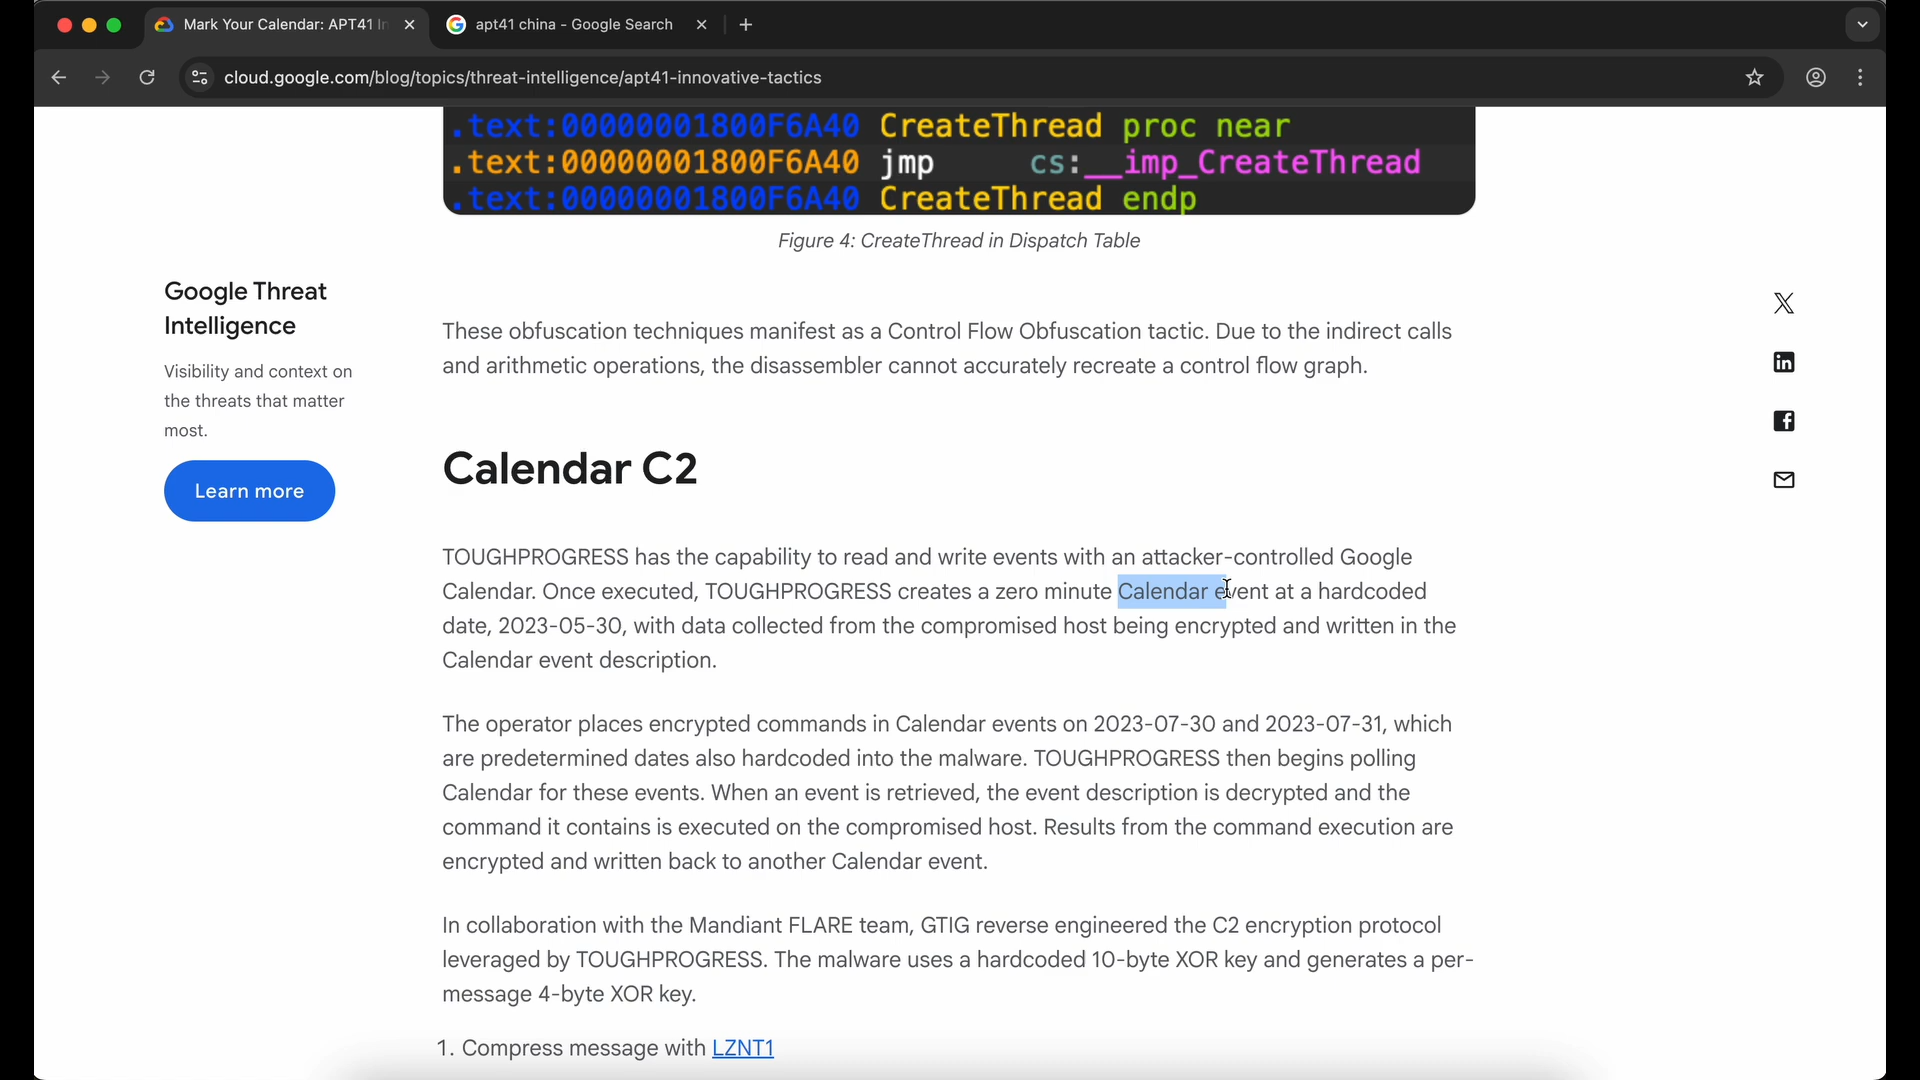 Mark Your Calendar: APT41 In
apt41 china - Google Search
cloud.google.com/blog/topics/threat-intelligence/apt41-innovative-tactics
.text:00000001800F6A40 CreateThread proc near
.text:00000001800F6A40 jmp cs:__imp_CreateThread
.text:00000001800F6A40 CreateThread endp
Figure 4: CreateThread in Dispatch Table
Google Threat
Intelligence
Visibility and context on
the threats that matter
most.
Learn more
These obfuscation techniques manifest as a Control Flow Obfuscation tactic. Due to the indirect calls
and arithmetic operations, the disassembler cannot accurately recreate a control flow graph.
Calendar C2
TOUGHPROGRESS has the capability to read and write events with an attacker-controlled Google
Calendar. Once executed, TOUGHPROGRESS creates a zero minute Calendar event at a hardcoded
date, 2023-05-30, with data collected from the compromised host being encrypted and written in the
Calendar event description.
The operator places encrypted commands in Calendar events on 2023-07-30 and 2023-07-31, which
are predetermined dates also hardcoded into the malware. TOUGHPROGRESS then begins polling
Calendar for these events. When an event is retrieved, the event description is decrypted and the
command it contains is executed on the compromised host. Results from the command execution are
encrypted and written back to another Calendar event.
In collaboration with the Mandiant FLARE team, GTIG reverse engineered the C2 encryption protocol
leveraged by TOUGHPROGRESS. The malware uses a hardcoded 10-byte XOR key and generates a per-
message 4-byte XOR key.
1. Compress message with LZNT1